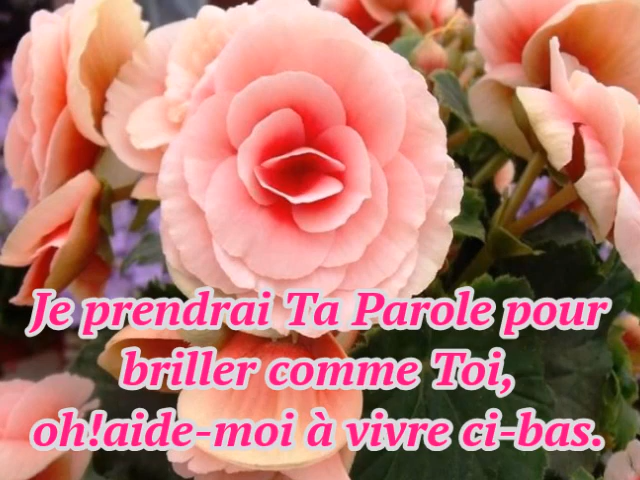 Je prendrai Ta Parole pour
briller comme Toi,
oh!aide-moi à vivre ci-bas.